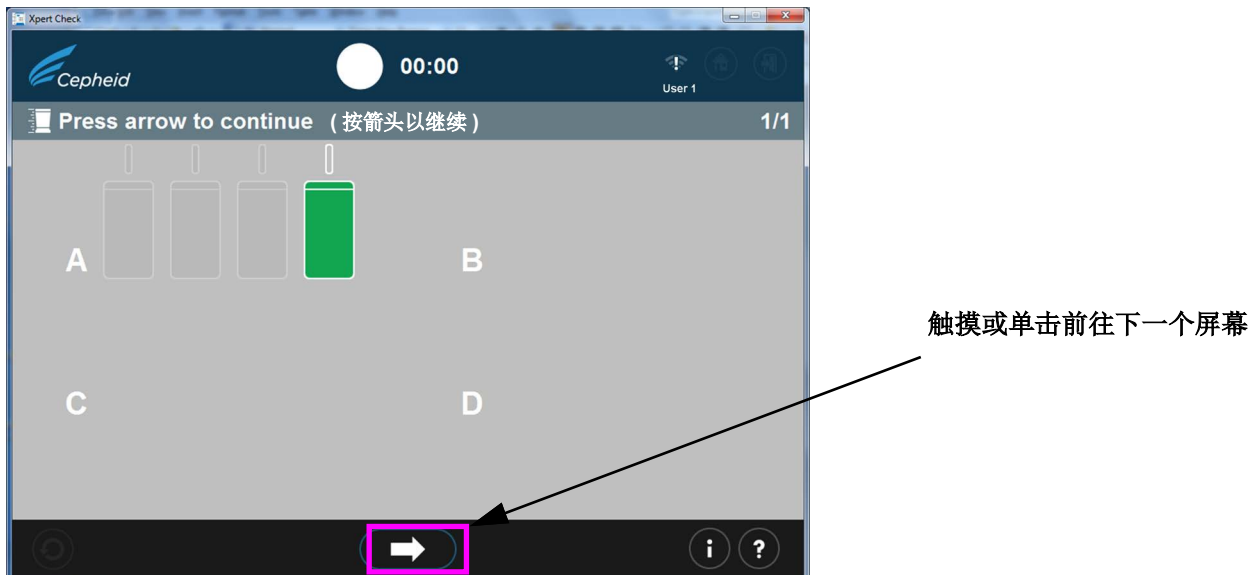 Xpert Check
Cepheid
00:00
User 1
Press arrow to continue （按箭头以继续）
1/1
A
B
触摸或单击前往下一个屏幕
C
D
i
?